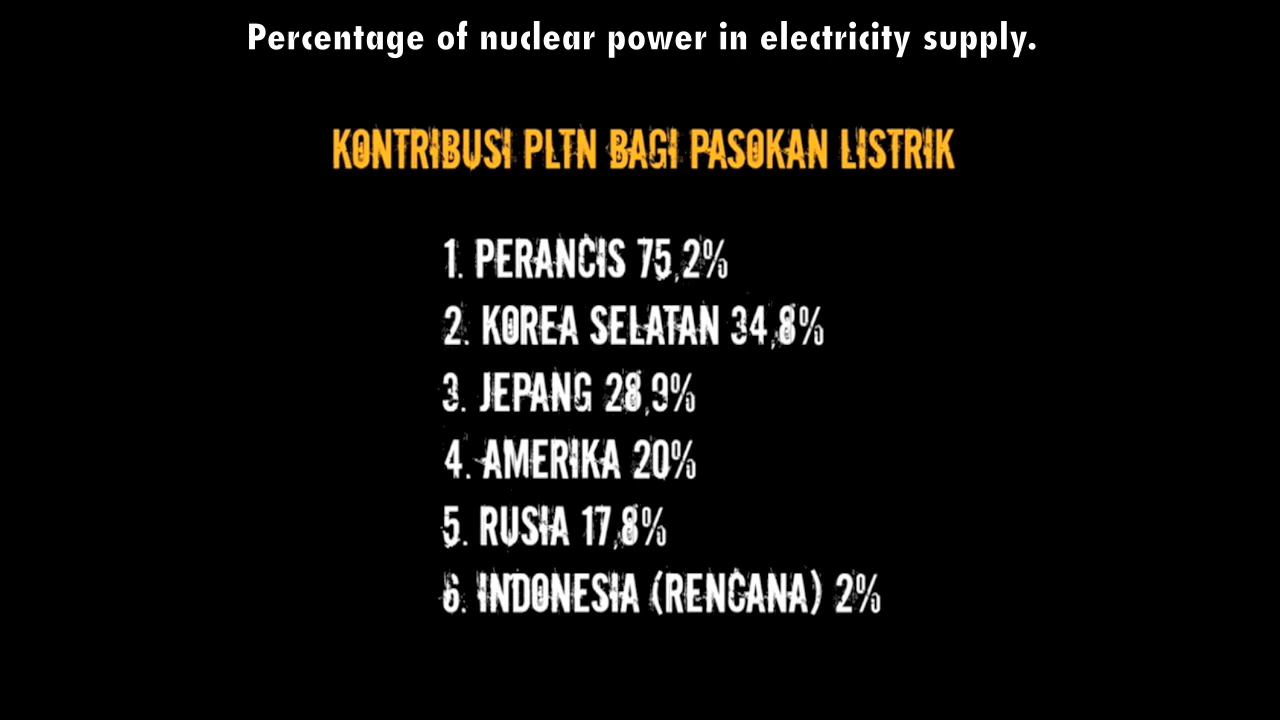 Percentage of nuclear power in electricity supply.
KONTRIBUSI PLTN BAGI PASOKAN LISTRIK
1. PERANCIS 75,2%
2. KOREA SELATAN 34,8%
3. JEPANG 28,9%
4. AMERIKA 20%
5. RUSIA 17,8%
6. INDONESIA (RENCANA) 2%